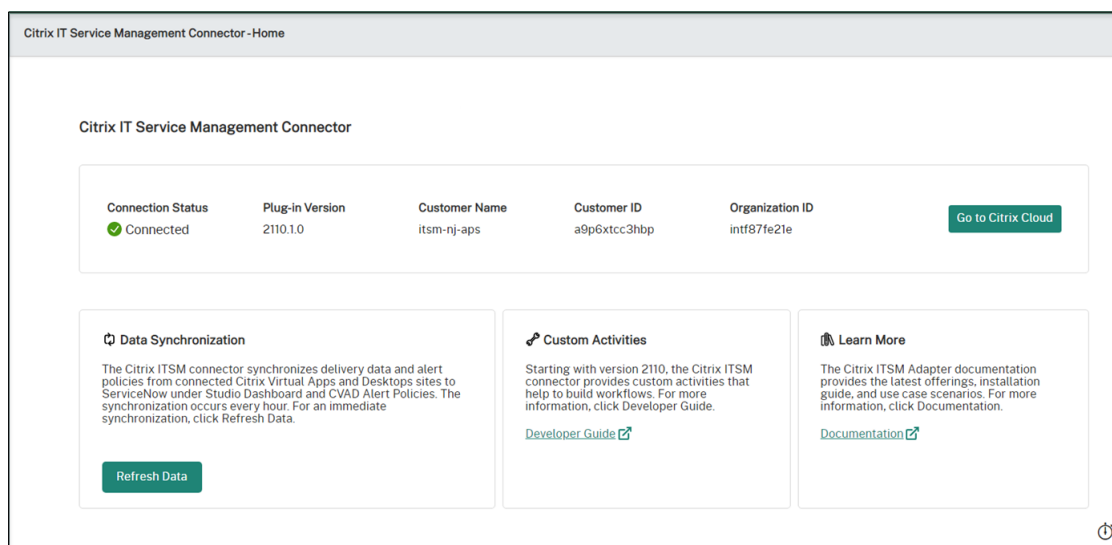 Citrix IT Service Management Connector - Home
Citrix IT Service Management Connector
Connection Status
Connected
Plug-in Version
2110.1.0
Customer Name
itsm-nj-aps
Customer ID
a9p6xtcc3hbp
Organization ID
intf87fe21e
Go to Citrix Cloud
Data Synchronization
The Citrix ITSM connector synchronizes delivery data and alert
policies from connected Citrix Virtual Apps and Desktops sites to
ServiceNow under Studio Dashboard and CVAD Alert Policies. The
synchronization occurs every hour. For an immediate
synchronization, click Refresh Data.
Refresh Data
Custom Activities
Starting with version 2110, the Citrix ITSM
connector provides custom activities that
help to build workflows. For more
information, click Developer Guide.
Developer Guide
Learn More
The Citrix ITSM Adapter documentation
provides the latest offerings, installation
guide, and use case scenarios. For more
information, click Documentation.
Documentation